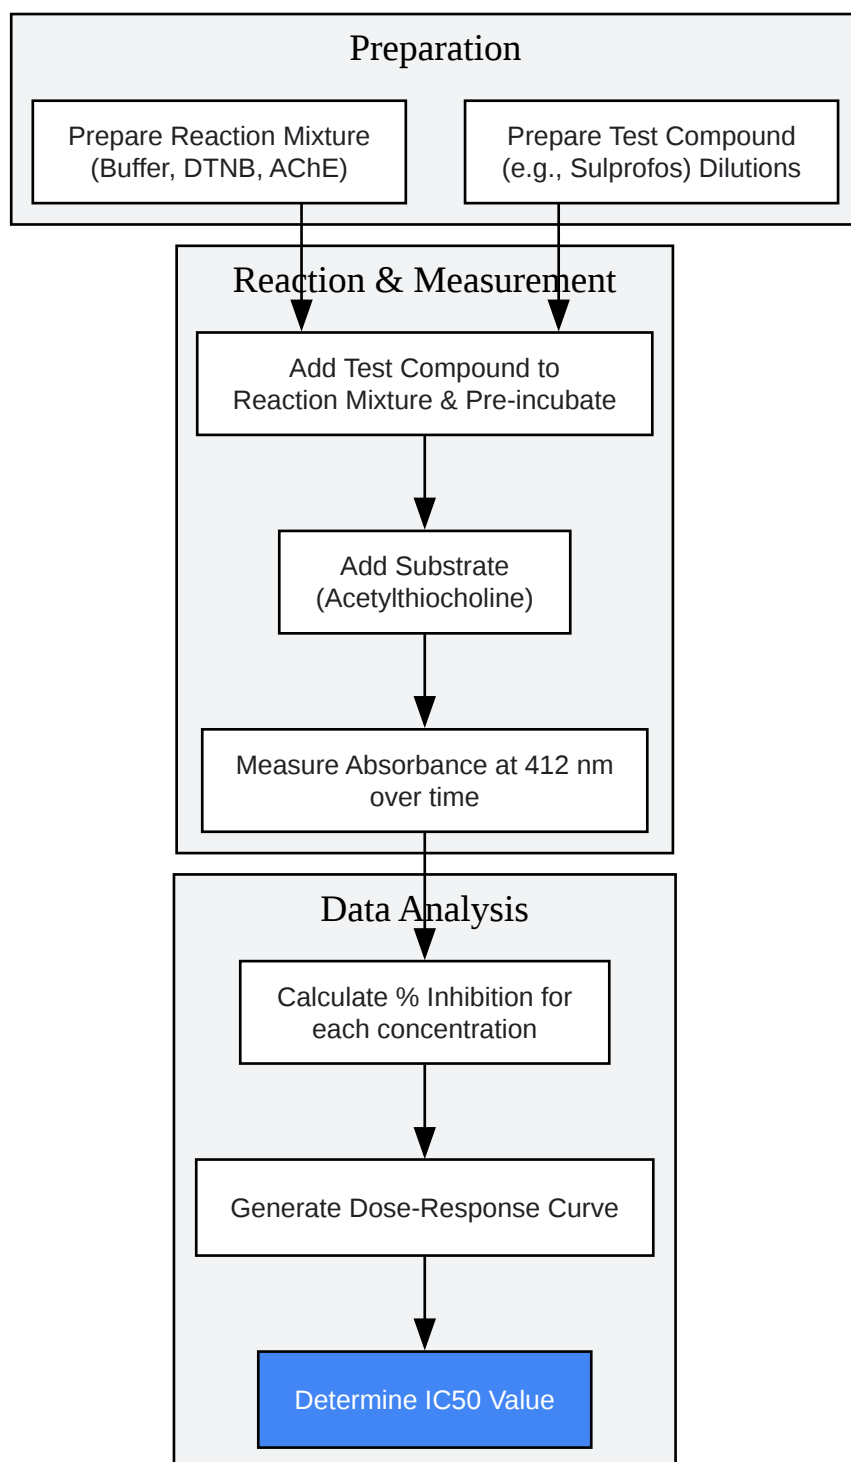 Preparation
Prepare Reaction Mixture
(Buffer, DTNB, AChE)
Prepare Test Compound
(e.g., Sulprofos) Dilutions
Reaction & Measurement
Add Test Compound to
Reaction Mixture & Pre-incubate
Add Substrate
(Acetylthiocholine)
Measure Absorbance at 412 nm
over time
Data Analysis
Calculate % Inhibition for
each concentration
Generate Dose-Response Curve
Determine IC50 Value